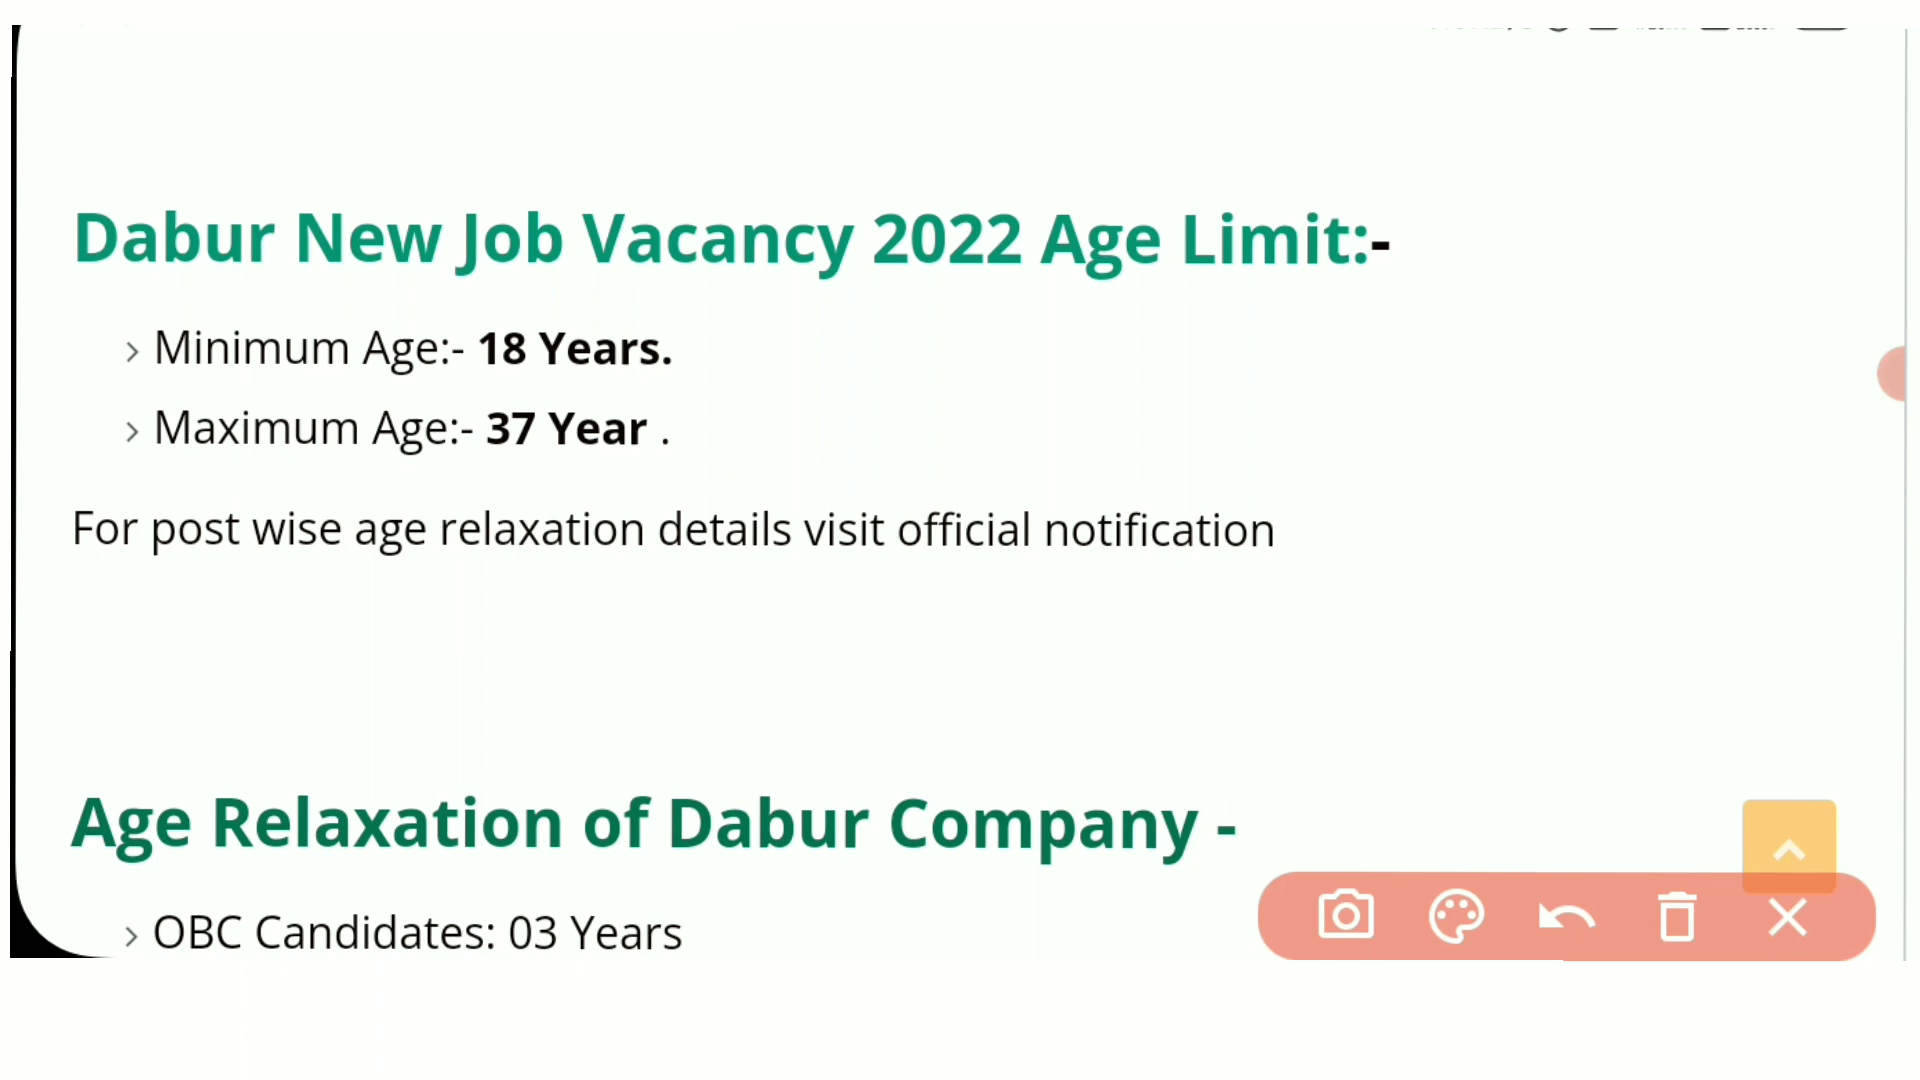 Dabur New Job Vacancy 2022 Age Limit:-
Minimum Age:- 18 Years.
Maximum Age:- 37 Year .
For post wise age relaxation details visit official notification
Age Relaxation of Dabur Company -
OBC Candidates: 03 Years